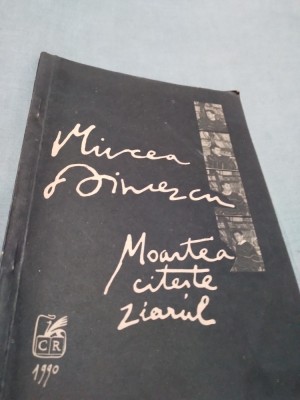 Mircea
Dinescu
Moartea
citește
ziarul
CR
1990